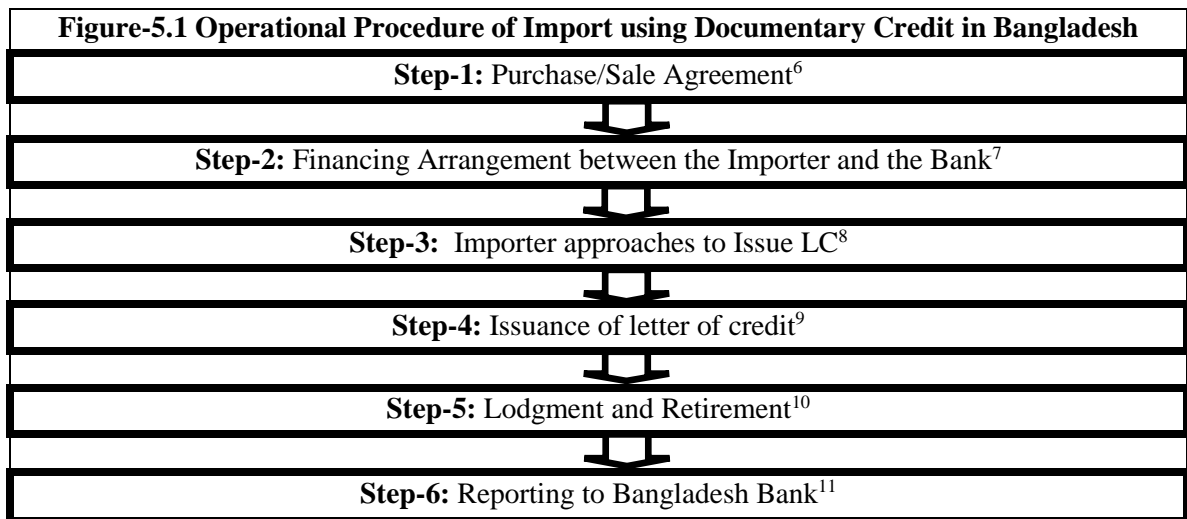 Figure-5.1 Operational Procedure of Import using Documentary Credit in Bangladesh
Step-1: Purchase/Sale Agreement⁶
Step-2: Financing Arrangement between the Importer and the Bank⁷
Step-3: Importer approaches to Issue LC⁸
Step-4: Issuance of letter of credit⁹
Step-5: Lodgment and Retirement¹⁰
Step-6: Reporting to Bangladesh Bank¹¹